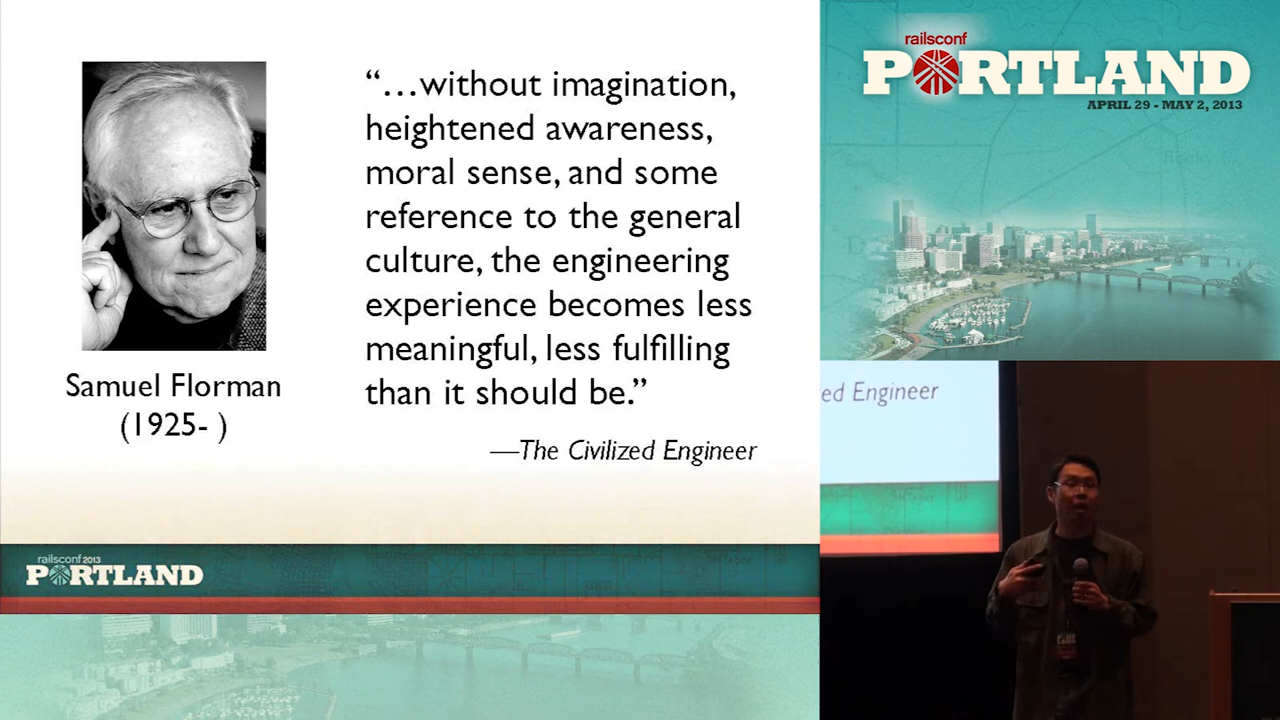 “…without imagination,
heightened awareness,
moral sense, and some
reference to the general
culture, the engineering
experience becomes less
meaningful, less fulfilling
than it should be.”
—The Civilized Engineer
Samuel Florman
(1925- )
railsconf 2013
PORTLAND
railsconf
PORTLAND
APRIL 29 - MAY 2, 2013
ed Engineer